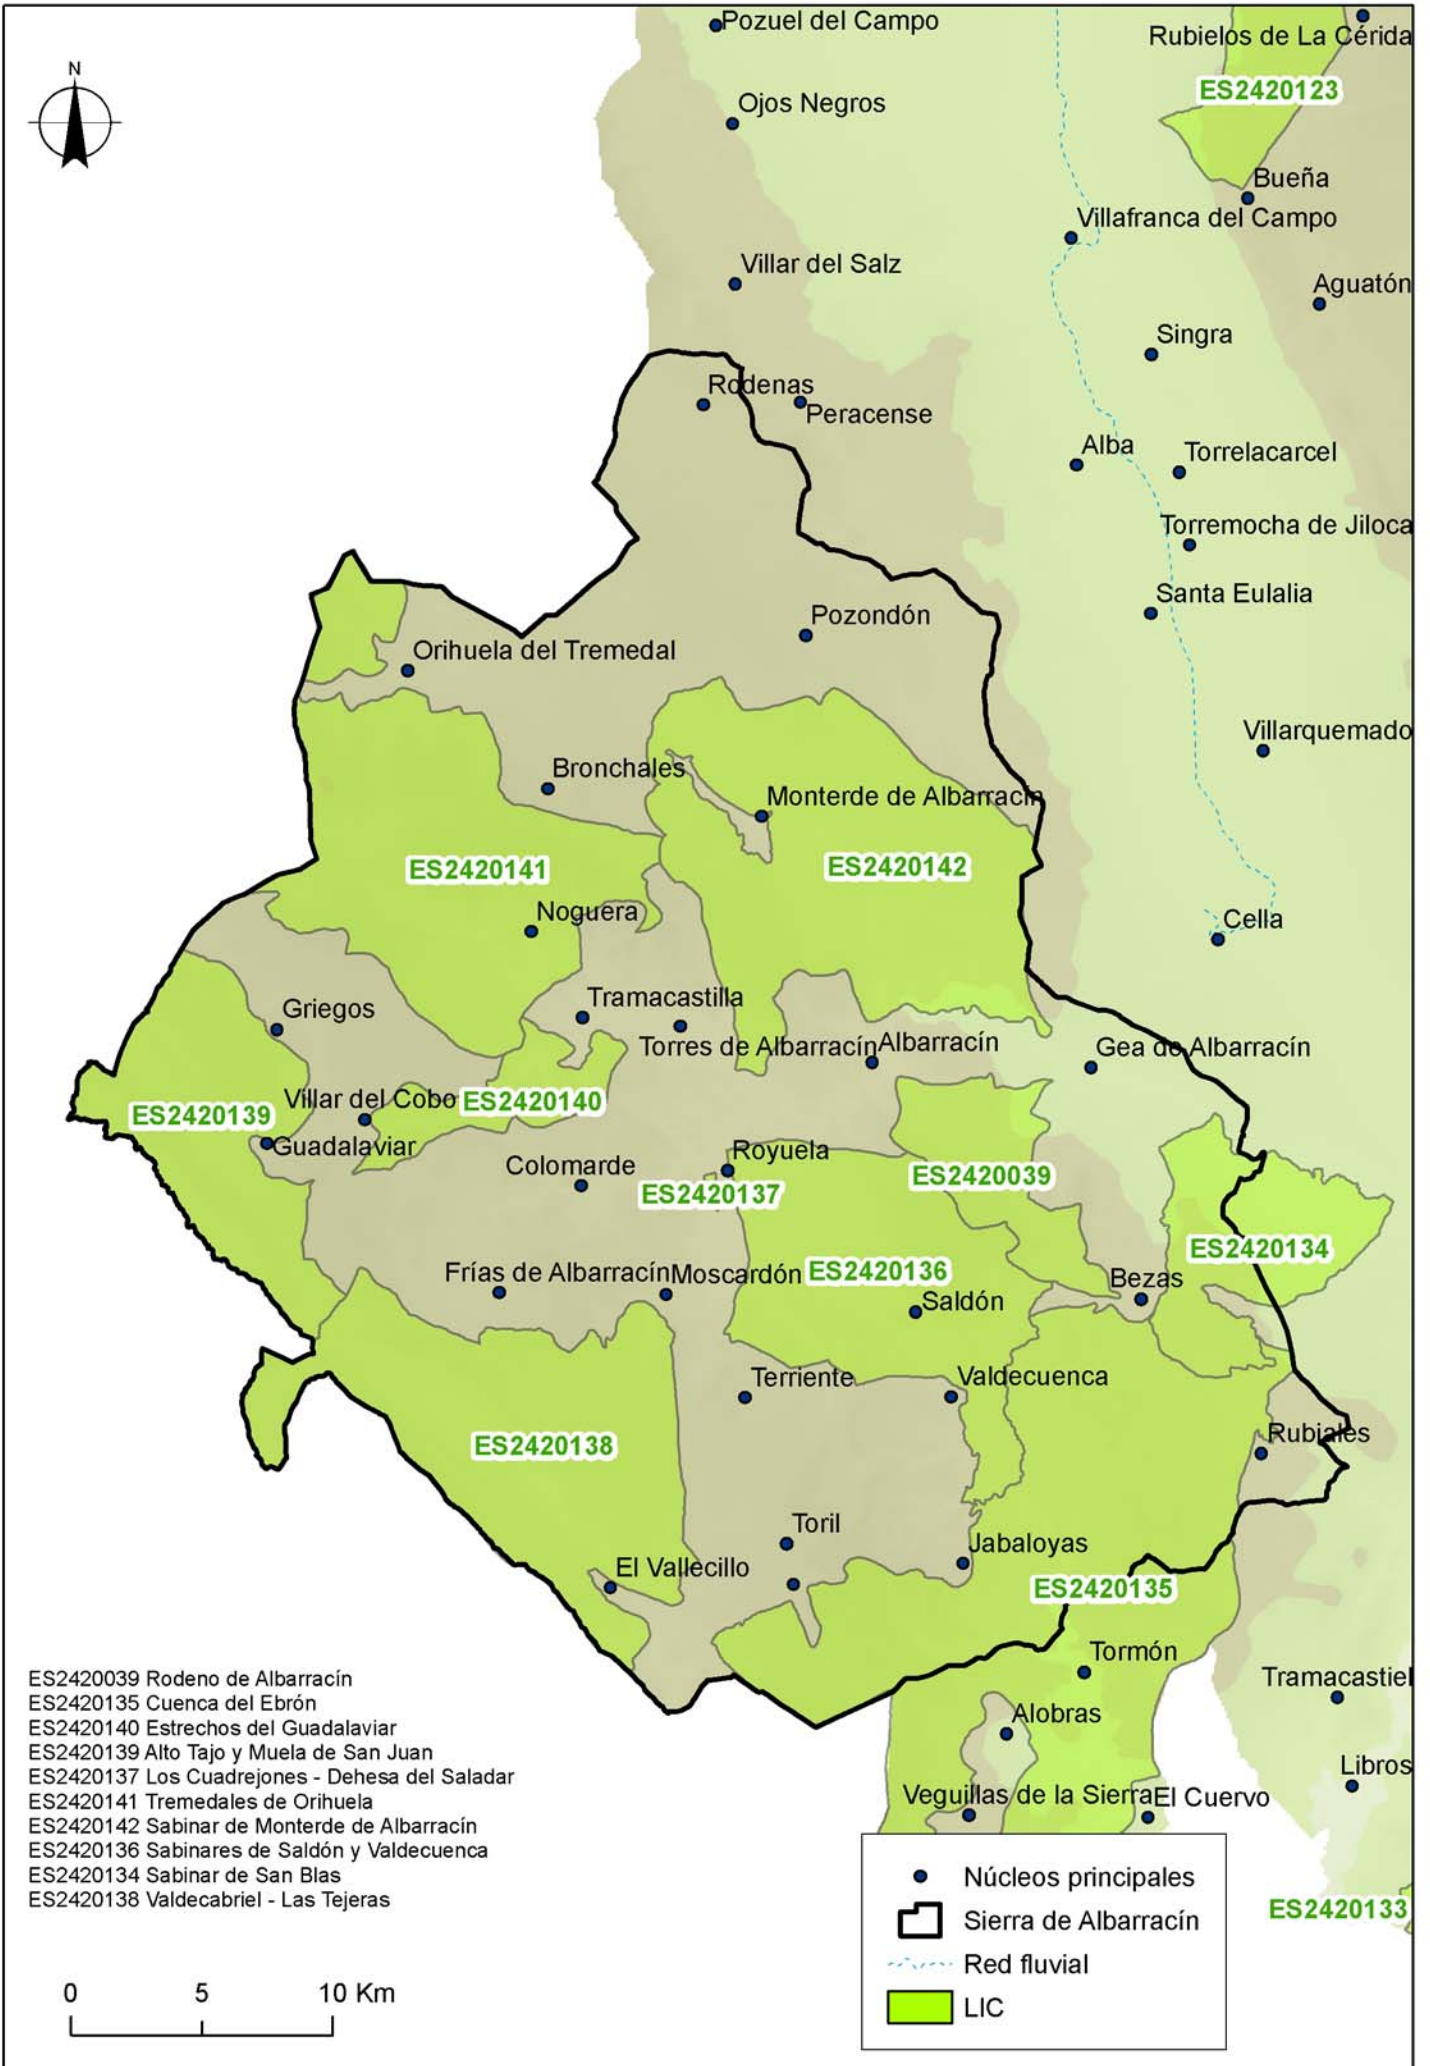 Pozuel del Campo
Rubielos de La Cérida
N
ES2420123
Ojos Negros
Bueña
Villafranca del Campo
Villar del Salz
Aguatón
Singra
Rodenas
Peracense
Alba
Torrelacarcel
Torremocha de Jiloca
Santa Eulalia
Pozondón
Orihuela del Tremedal
Villarquemado
Bronchales
Monterde de Albarracín
ES2420141
ES2420142
Noguera
Cella
Griegos
Tramacastilla
Torres de Albarracín
Albarracín
Gea de Albarracín
Villar del Cobo
ES2420140
ES2420139
Guadalaviar
Royuela
Colomarde
ES2420039
ES2420137
ES2420134
Frías de Albarracín
Moscardón
ES2420136
Bezas
Saldón
Terriente
Valdecuenca
Rubiales
ES2420138
Toril
Jabaloyas
El Vallecillo
ES2420135
Tormón
Tramacastiel
Alobras
Libros
Veguillas de la Sierra
El Cuervo
ES2420133
ES2420039 Rodeno de Albarracín
ES2420135 Cuenca del Ebrón
ES2420140 Estrechos del Guadalaviar
ES2420139 Alto Tajo y Muela de San Juan
ES2420137 Los Cuadrejones - Dehesa del Saladar
ES2420141 Tremedales de Orihuela
ES2420142 Sabinar de Monterde de Albarracín
ES2420136 Sabinares de Saldón y Valdecuenca
ES2420134 Sabinar de San Blas
ES2420138 Valdecabriel - Las Tejeras
0 5 10 Km
Núcleos principales
Sierra de Albarracín
Red fluvial
LIC